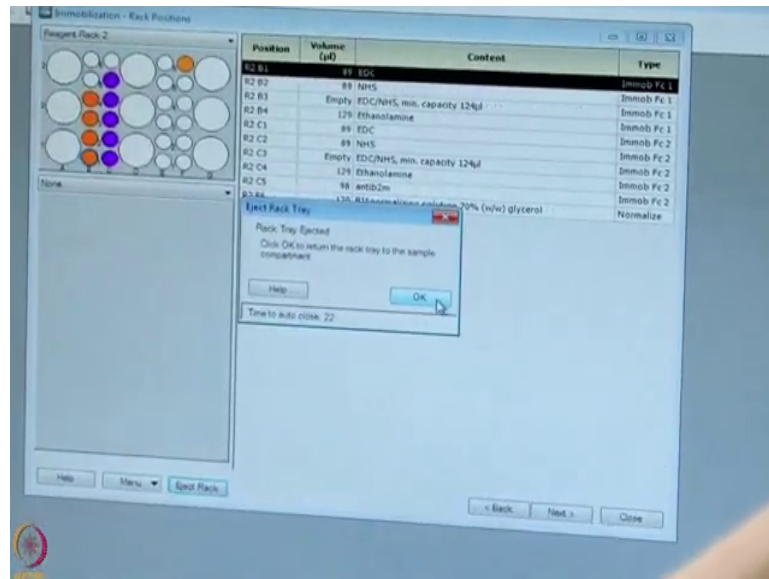 Immobilization - Rack Positions
Reagent Rack 2
Position Volume (µl) Content Type
R2 B1 89 EDC Immob Fc 1
R2 B2 89 NHS Immob Fc 1
R2 B3 Empty EDC/NHS, min. capacity 124µl Immob Fc 1
R2 B4 129 Ethanolamine Immob Fc 1
R2 C1 89 EDC Immob Fc 2
R2 C2 89 NHS Immob Fc 2
R2 C3 Empty EDC/NHS, min. capacity 124µl Immob Fc 2
R2 C4 129 Ethanolamine Immob Fc 2
R2 C5 98 antib2m Immob Fc 2
70% (w/w) glycerol Normalize
None
Eject Rack Tray
Rack Tray Ejected
Click OK to return the rack tray to the sample
compartment
Help OK
Time to auto close: 22
Help Menu Eject Rack
< Back Next > Close